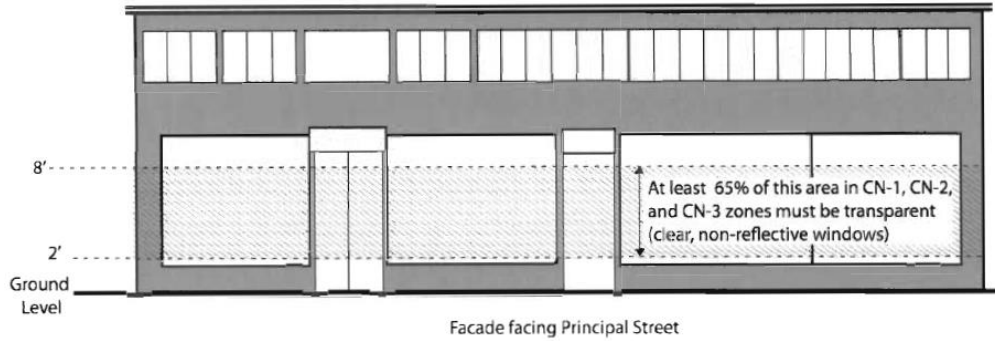 8'
At least 65% of this area in CN-1, CN-2,
and CN-3 zones must be transparent
(clear, non-reflective windows)
2'
Ground
Level
Facade facing Principal Street